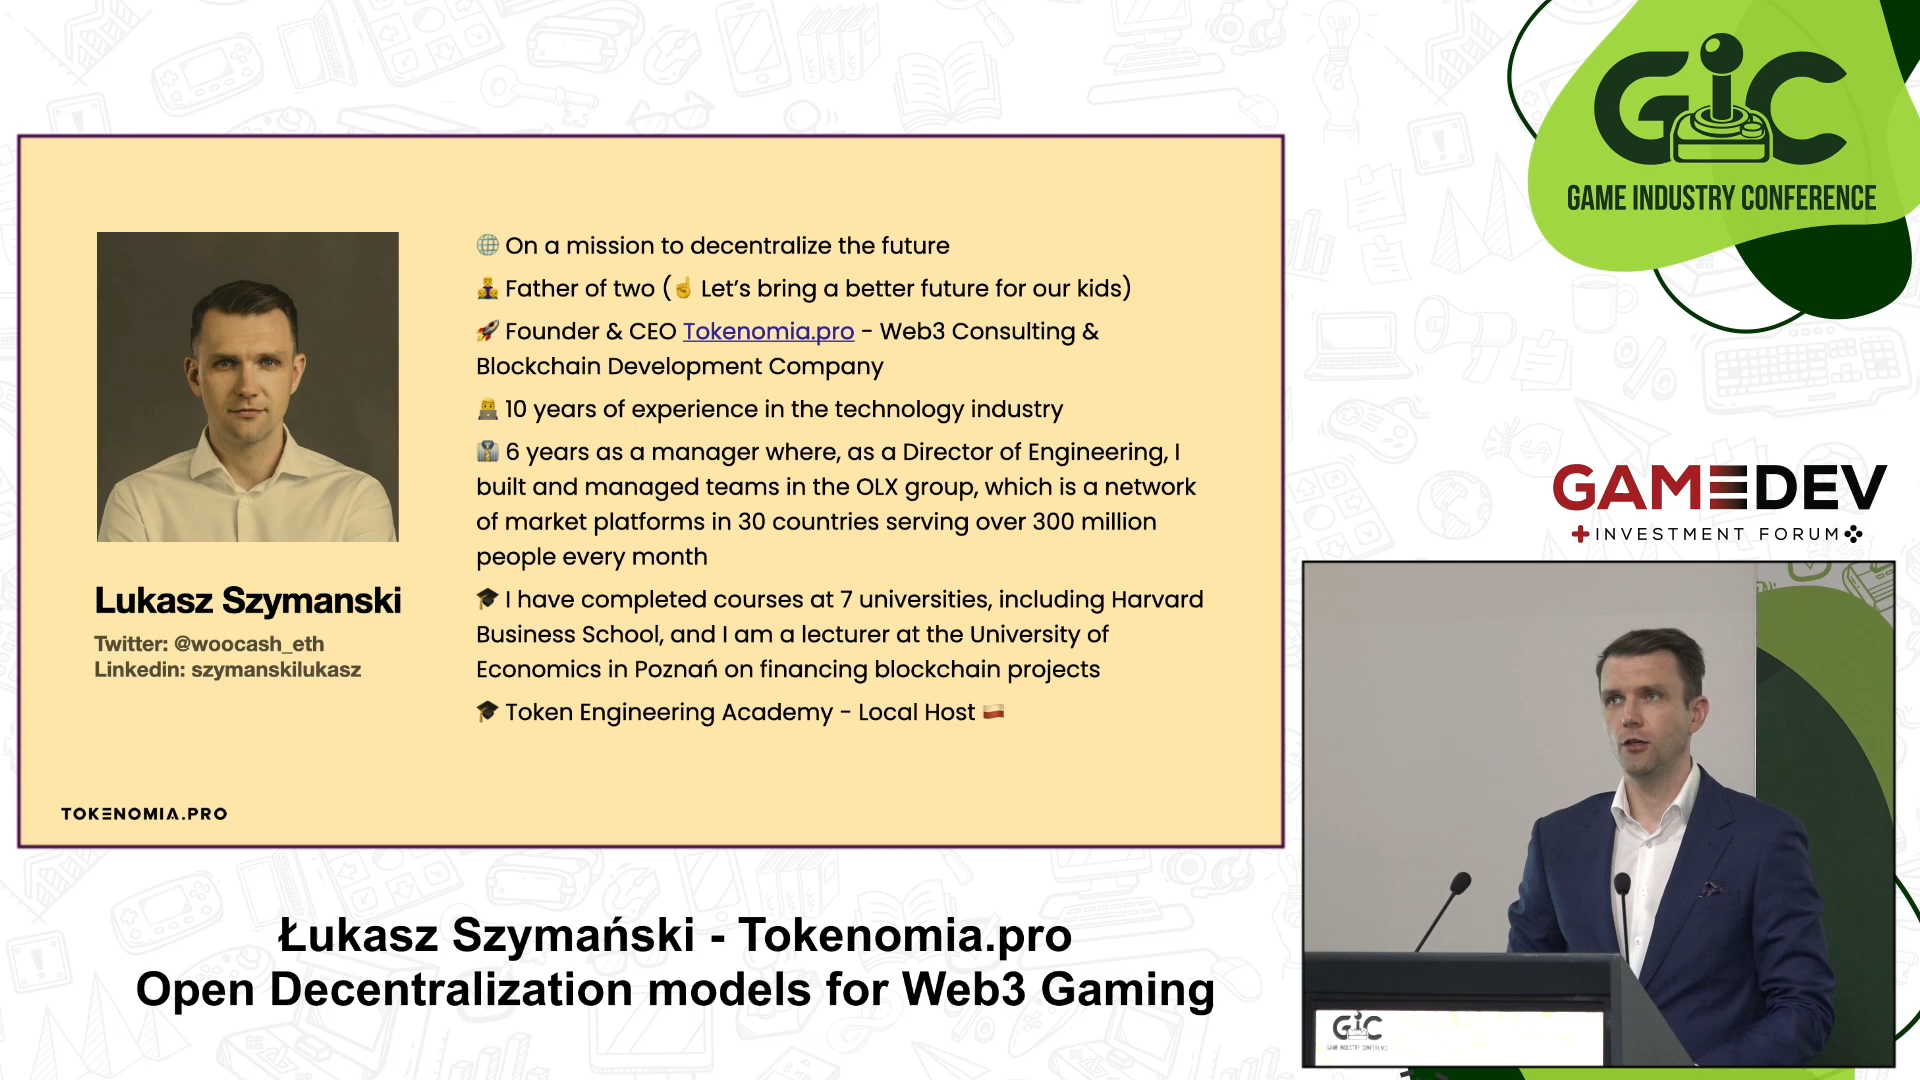 GIC
GAME INDUSTRY CONFERENCE
🌐 On a mission to decentralize the future
👨‍👧‍👦 Father of two (☝️ Let’s bring a better future for our kids)
🚀 Founder & CEO Tokenomia.pro - Web3 Consulting &
Blockchain Development Company
👨‍💻 10 years of experience in the technology industry
👔 6 years as a manager where, as a Director of Engineering, I
built and managed teams in the OLX group, which is a network
of market platforms in 30 countries serving over 300 million
people every month
🎓 I have completed courses at 7 universities, including Harvard
Business School, and I am a lecturer at the University of
Economics in Poznań on financing blockchain projects
🎓 Token Engineering Academy - Local Host 🇵🇱
Lukasz Szymanski
Twitter: @woocash_eth
Linkedin: szymanskilukasz
TOKENOMIA.PRO
GAMEDEV
INVESTMENT FORUM
Łukasz Szymański - Tokenomia.pro
Open Decentralization models for Web3 Gaming
GIC
GAME INDUSTRY CONFERENCE